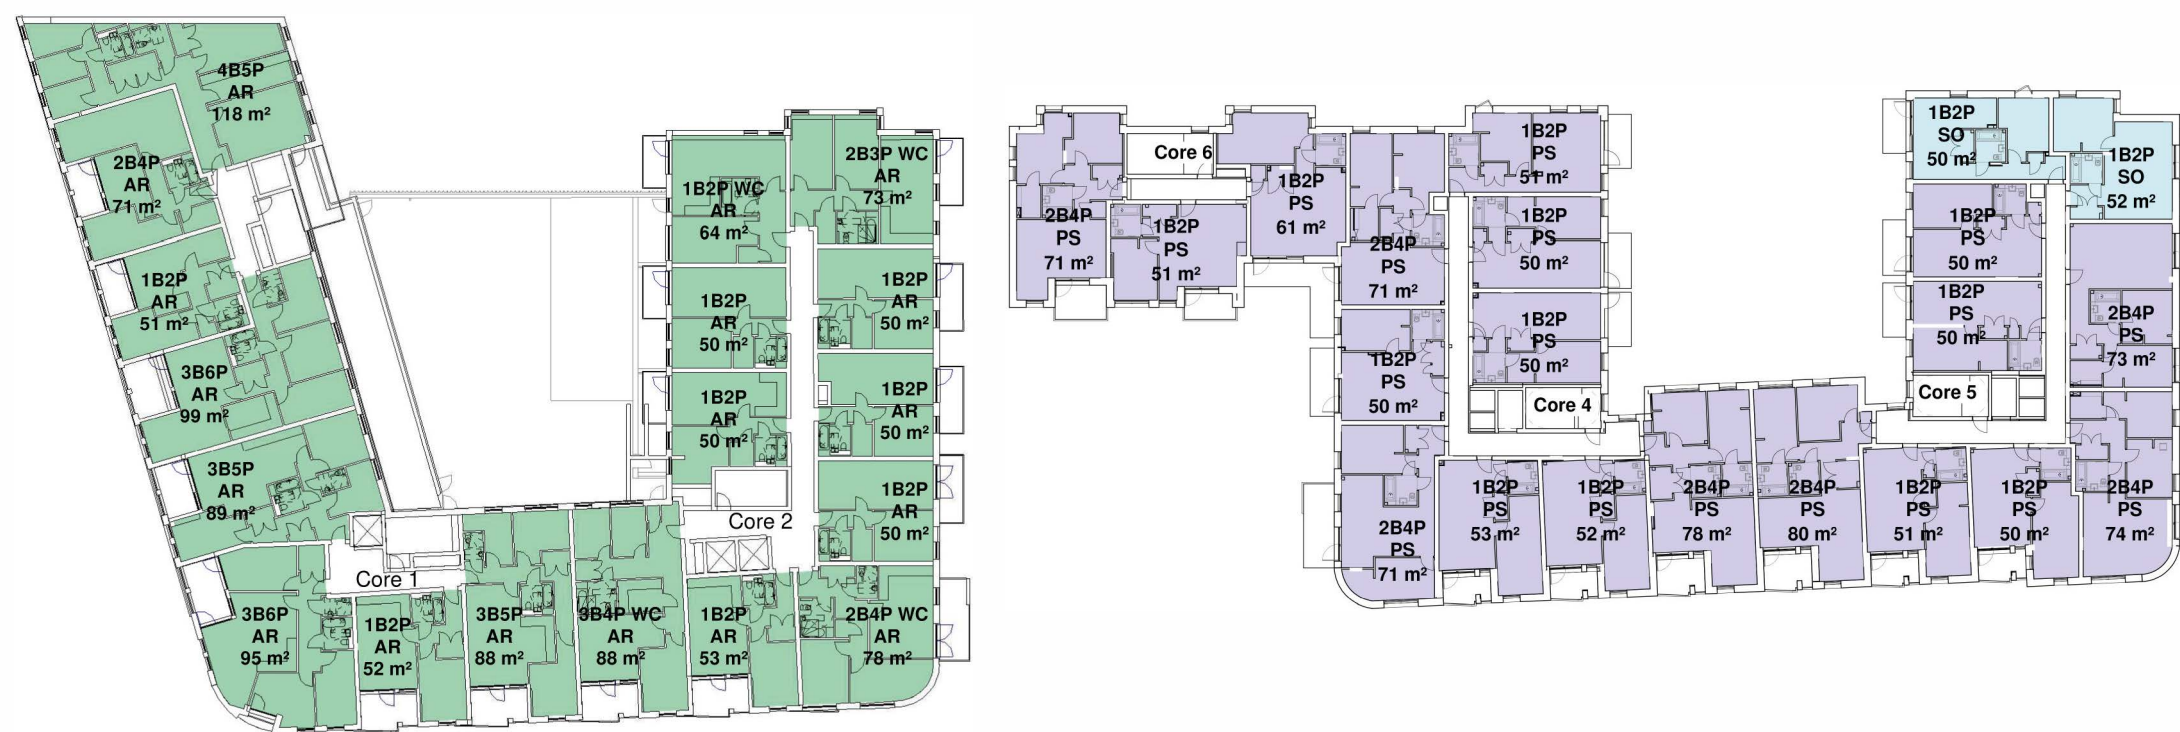 4B5P
AR
118 m²
2B4P
AR
71 m²
1B2P
AR
51 m²
3B6P
AR
99 m²
3B5P
AR
89 m²
3B6P
AR
95 m²
Core 1
1B2P
AR
52 m²
3B5P
AR
88 m²
3B4P WC
AR
88 m²
1B2P
AR
53 m²
2B4P WC
AR
78 m²
Core 2
1B2P WC
AR
64 m²
2B3P WC
AR
73 m²
1B2P
AR
50 m²
1B2P
AR
50 m²
1B2P
AR
50 m²
1B2P
AR
50 m²
1B2P
AR
50 m²
Core 6
2B4P
PS
71 m²
1B2P
PS
51 m²
1B2P
PS
61 m²
2B4P
PS
71 m²
1B2P
PS
51 m²
1B2P
PS
50 m²
1B2P
PS
50 m²
1B2P
PS
50 m²
Core 4
2B4P
PS
71 m²
1B2P
PS
53 m²
1B2P
PS
52 m²
2B4P
PS
78 m²
2B4P
PS
80 m²
1B2P
PS
51 m²
1B2P
PS
50 m²
2B4P
PS
74 m²
Core 5
1B2P
SO
50 m²
1B2P
SO
52 m²
1B2P
PS
50 m²
1B2P
PS
50 m²
2B4P
PS
73 m²